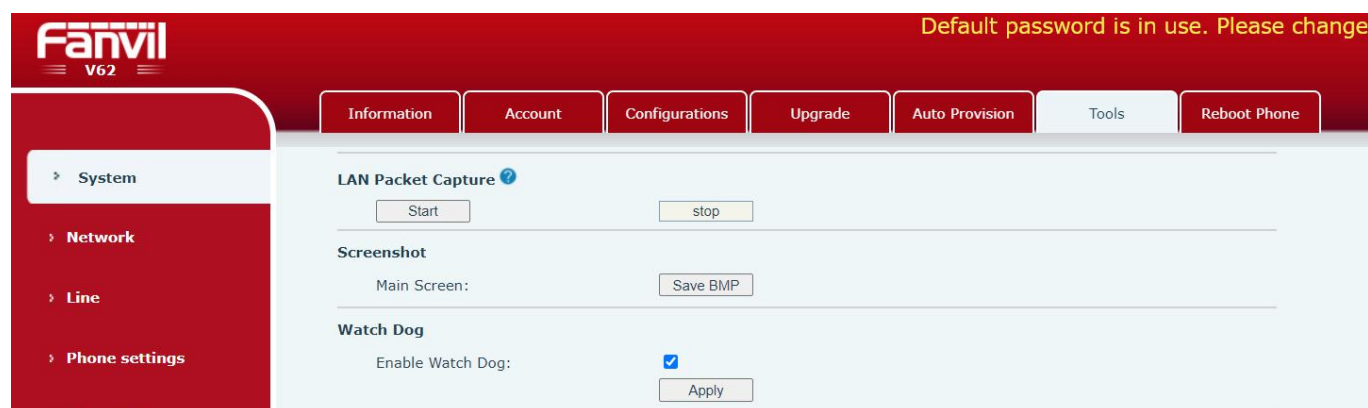 Default password is in use. Please change
Fanvil
V62
Information Account Configurations Upgrade Auto Provision Tools Reboot Phone
System
Network
Line
Phone settings
LAN Packet Capture ?
Start stop
Screenshot
Main Screen: Save BMP
Watch Dog
Enable Watch Dog:
Apply